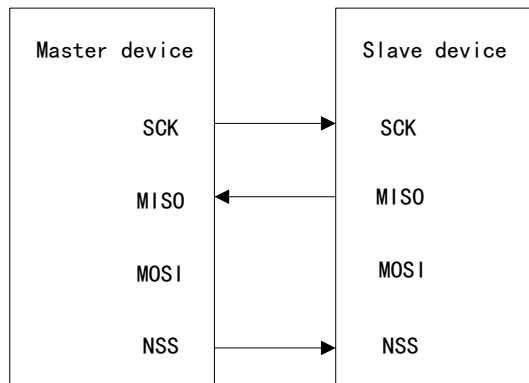 Master device
Slave device
SCK
SCK
MISO
MISO
MOSI
MOSI
NSS
NSS